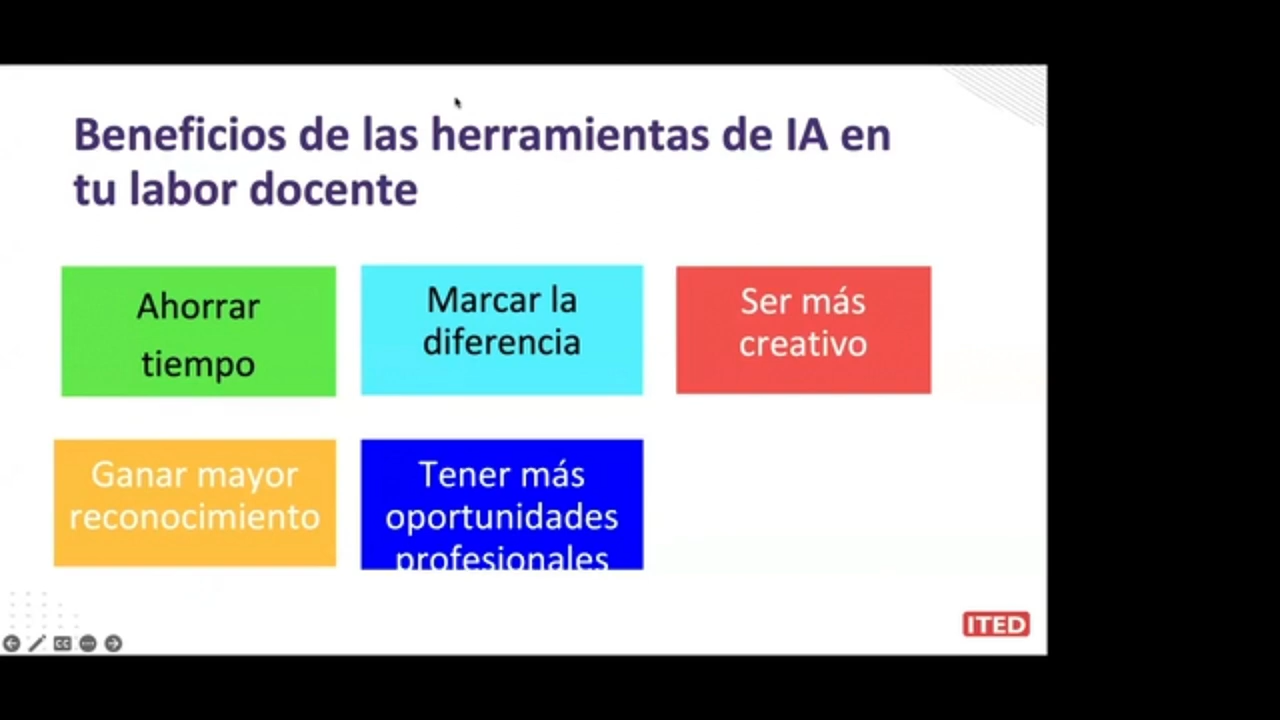 Beneficios de las herramientas de IA en
tu labor docente
Ahorrar
tiempo
Marcar la
diferencia
Ser más
creativo
Ganar mayor
reconocimiento
Tener más
oportunidades
profesionales
CC
ITED